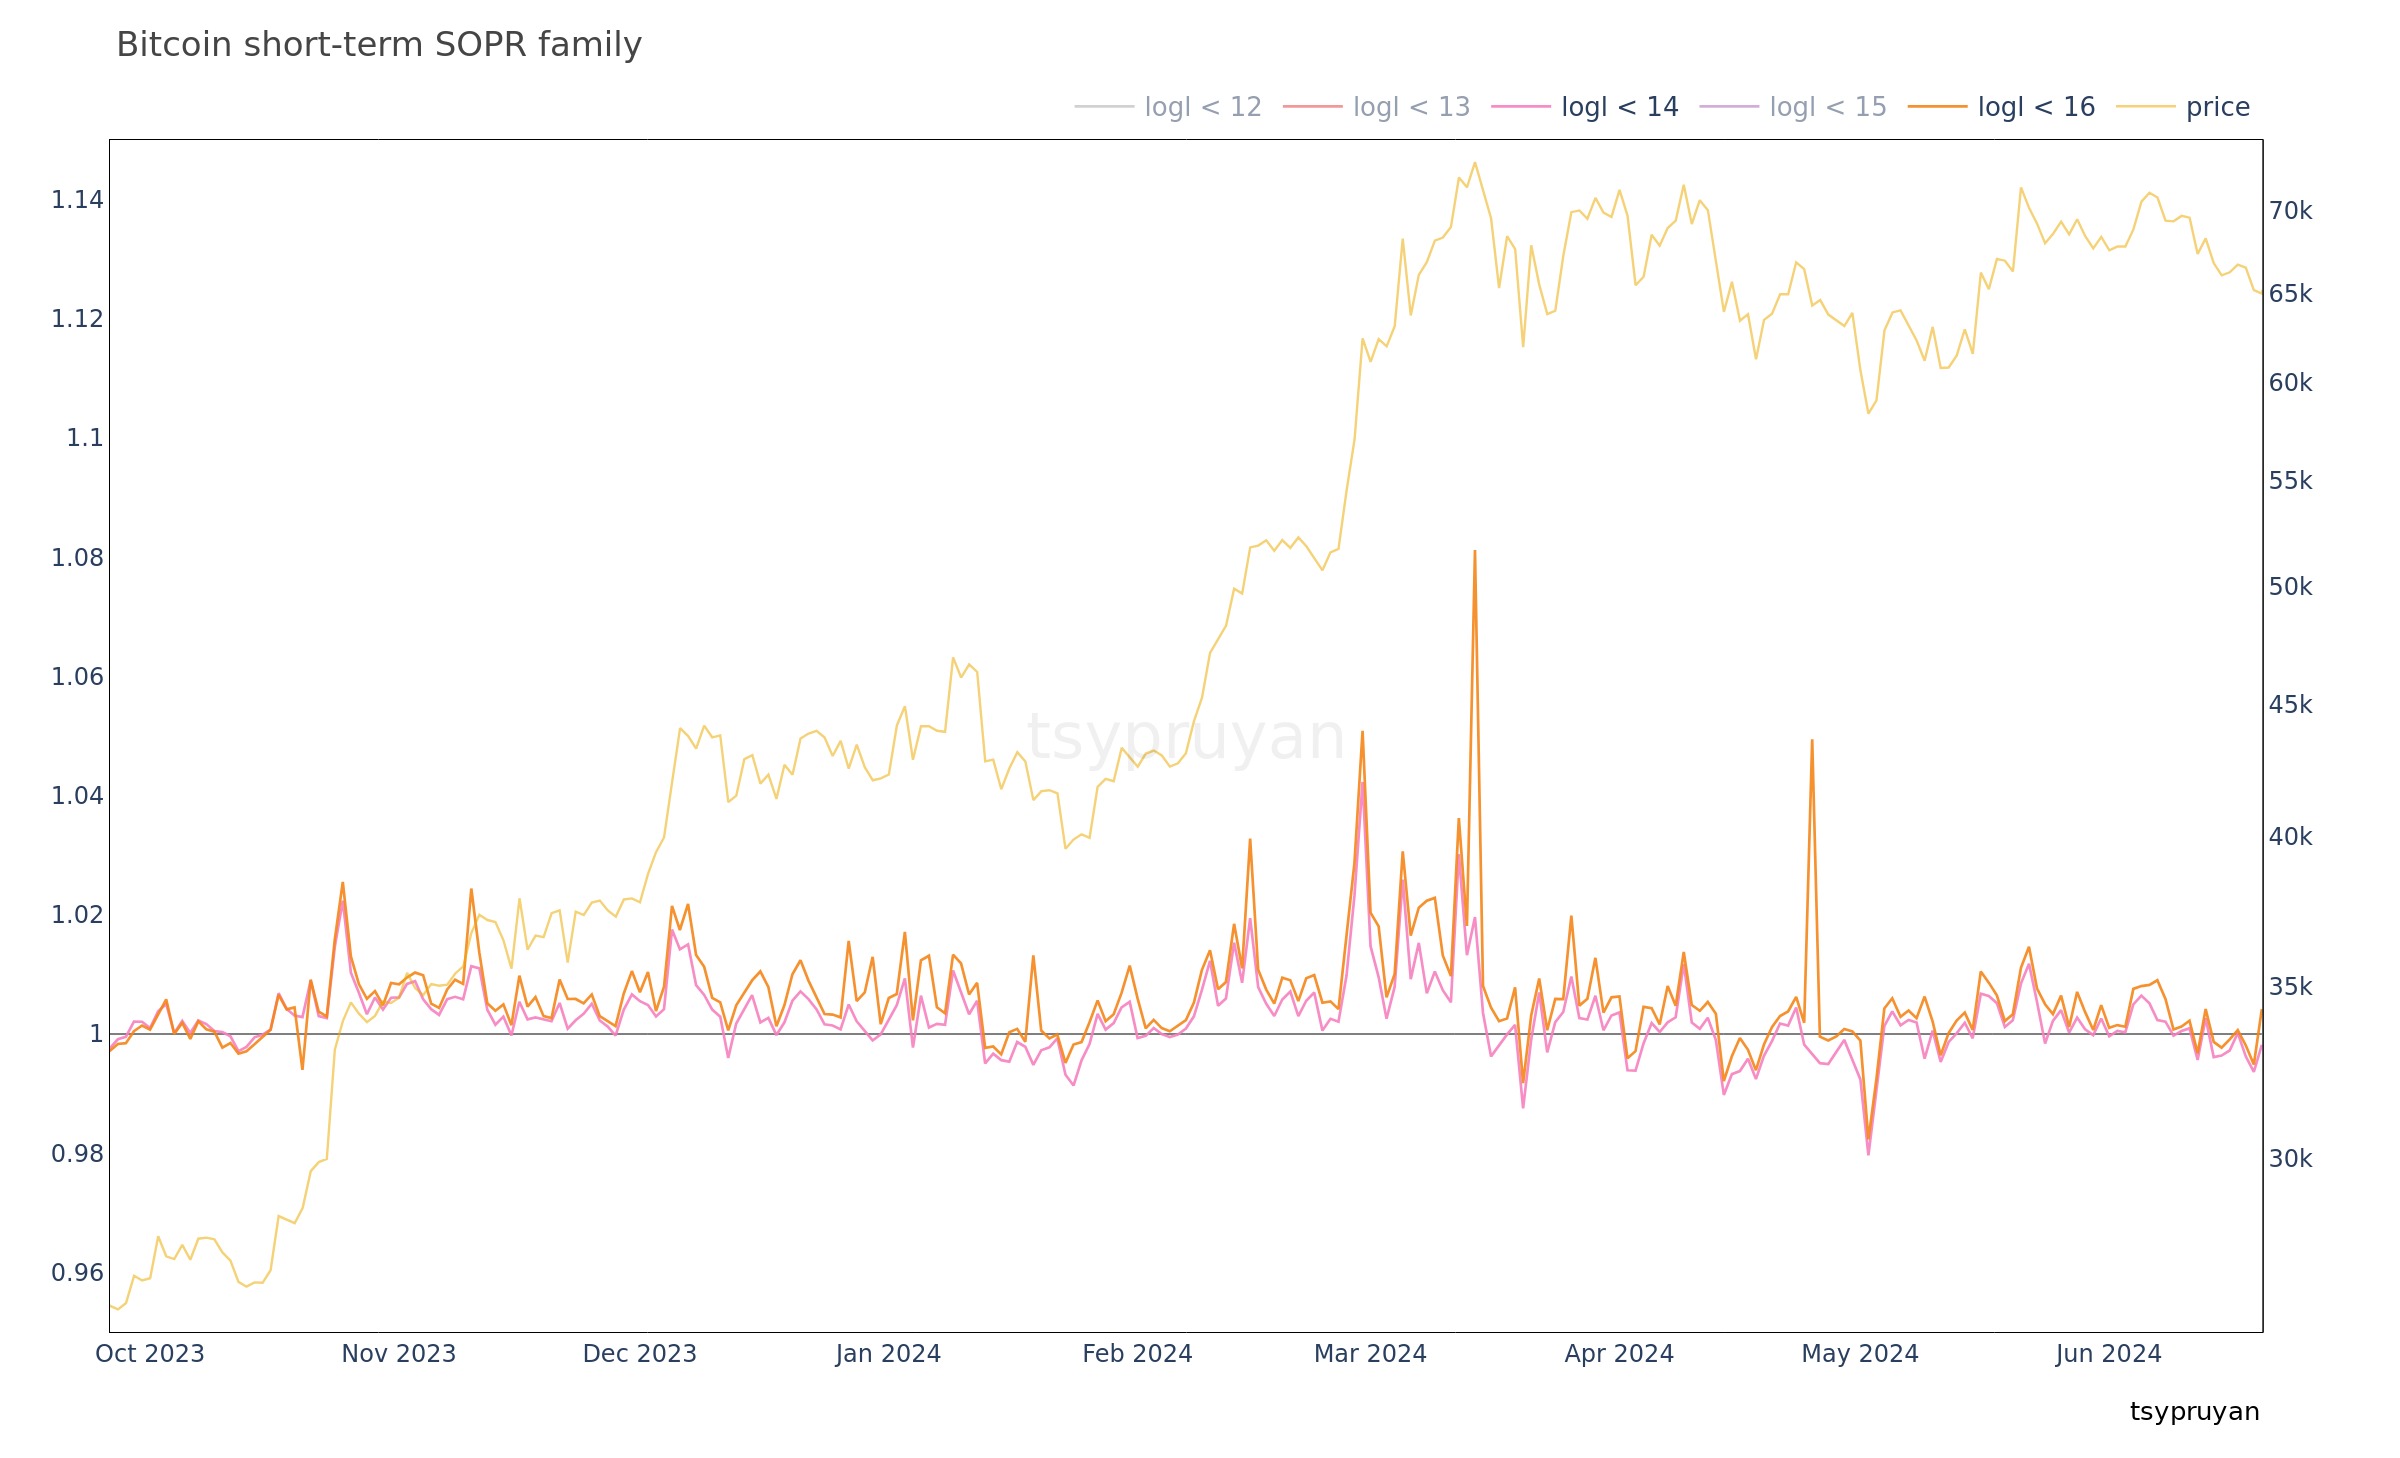 Bitcoin short-term SOPR family
logl < 12 logl < 13 logl < 14 logl < 15 logl < 16 price
1.14
1.12
1.1
1.08
1.06
1.04
1.02
1
0.98
0.96
70k
65k
60k
55k
50k
45k
40k
35k
30k
tsypruyan
Oct 2023 Nov 2023 Dec 2023 Jan 2024 Feb 2024 Mar 2024 Apr 2024 May 2024 Jun 2024
tsypruyan